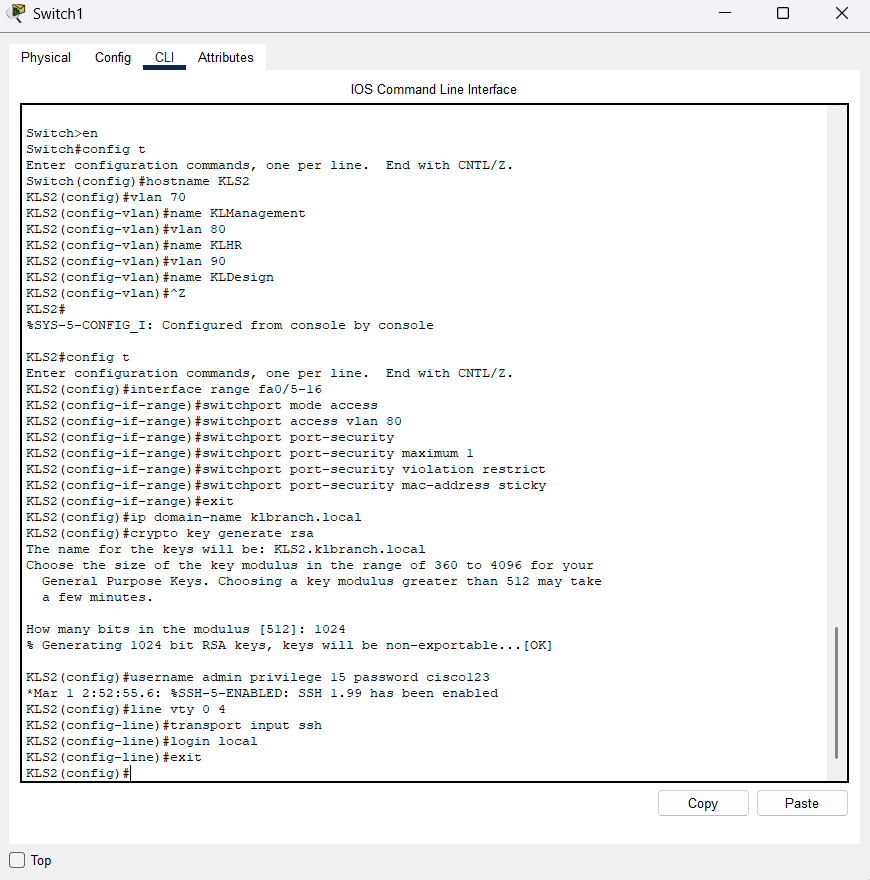 Switch1
Physical Config CLI Attributes
IOS Command Line Interface
Switch>en
Switch#config t
Enter configuration commands, one per line.  End with CNTL/Z.
Switch(config)#hostname KLS2
KLS2(config)#vlan 70
KLS2(config-vlan)#name KLManagement
KLS2(config-vlan)#vlan 80
KLS2(config-vlan)#name KLHR
KLS2(config-vlan)#vlan 90
KLS2(config-vlan)#name KLDesign
KLS2(config-vlan)#^Z
KLS2#
%SYS-5-CONFIG_I: Configured from console by console
KLS2#config t
Enter configuration commands, one per line.  End with CNTL/Z.
KLS2(config)#interface range fa0/5-16
KLS2(config-if-range)#switchport mode access
KLS2(config-if-range)#switchport access vlan 80
KLS2(config-if-range)#switchport port-security
KLS2(config-if-range)#switchport port-security maximum 1
KLS2(config-if-range)#switchport port-security violation restrict
KLS2(config-if-range)#switchport port-security mac-address sticky
KLS2(config-if-range)#exit
KLS2(config)#ip domain-name klbranch.local
KLS2(config)#crypto key generate rsa
The name for the keys will be: KLS2.klbranch.local
Choose the size of the key modulus in the range of 360 to 4096 for your
  General Purpose Keys. Choosing a key modulus greater than 512 may take
  a few minutes.
How many bits in the modulus [512]: 1024
% Generating 1024 bit RSA keys, keys will be non-exportable...[OK]
KLS2(config)#username admin privilege 15 password cisco123
*Mar 1 2:52:55.6: %SSH-5-ENABLED: SSH 1.99 has been enabled
KLS2(config)#line vty 0 4
KLS2(config-line)#transport input ssh
KLS2(config-line)#login local
KLS2(config-line)#exit
KLS2(config)#
Copy Paste
Top